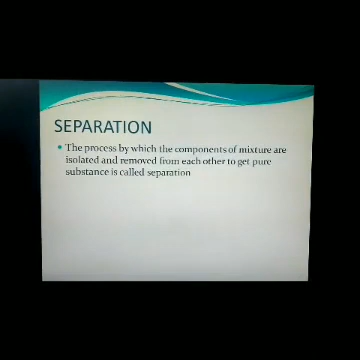 SEPARATION
The process by which the components of mixture are
isolated and removed from each other to get pure
substance is called separation